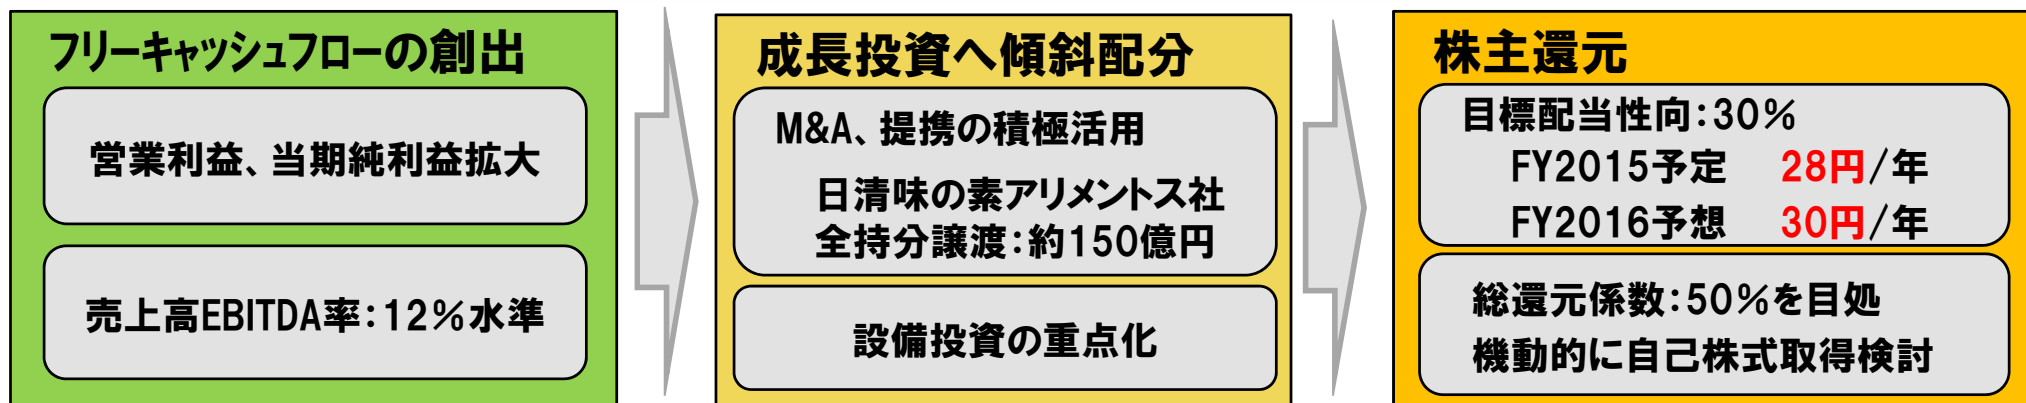 フリーキャッシュフローの創出
営業利益、当期純利益拡大
売上高EBITDA率：12％水準
成長投資へ傾斜配分
M&A、提携の積極活用
日清味の素アリメントス社
全持分譲渡：約150億円
設備投資の重点化
株主還元
目標配当性向：30％
FY2015予定 28円/年
FY2016予想 30円/年
総還元係数：50％を目処
機動的に自己株式取得検討